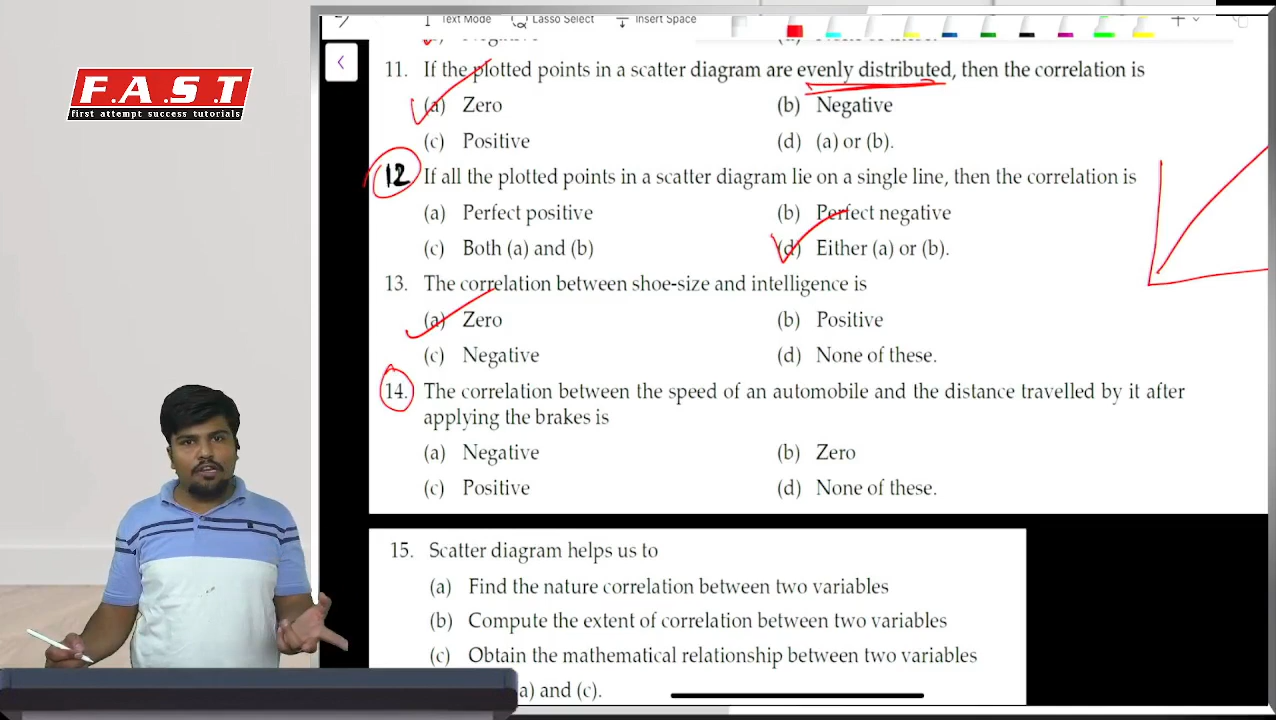 Text Mode Lasso Select Insert Space
F.A.S.T
first attempt success tutorials
11. If the plotted points in a scatter diagram are evenly distributed, then the correlation is
(a) Zero (b) Negative
(c) Positive (d) (a) or (b).
12 If all the plotted points in a scatter diagram lie on a single line, then the correlation is
(a) Perfect positive (b) Perfect negative
(c) Both (a) and (b) (d) Either (a) or (b).
13. The correlation between shoe-size and intelligence is
(a) Zero (b) Positive
(c) Negative (d) None of these.
14. The correlation between the speed of an automobile and the distance travelled by it after
applying the brakes is
(a) Negative (b) Zero
(c) Positive (d) None of these.
15. Scatter diagram helps us to
(a) Find the nature correlation between two variables
(b) Compute the extent of correlation between two variables
(c) Obtain the mathematical relationship between two variables
a) and (c).